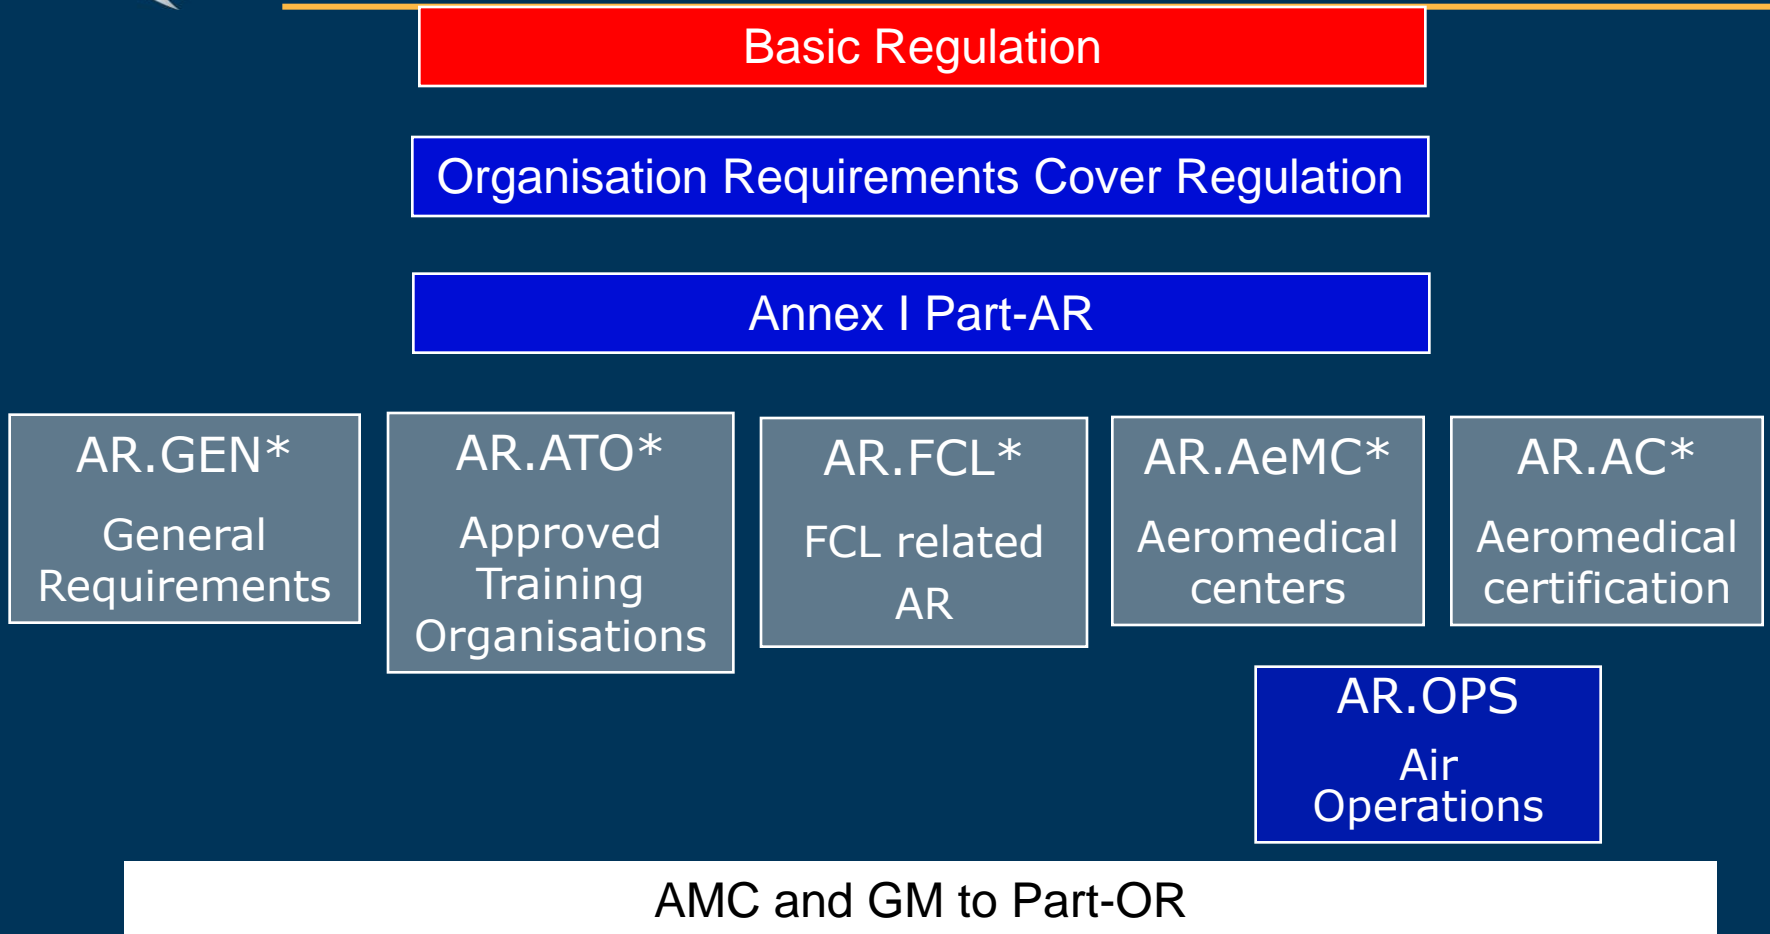 Basic Regulation
Organisation Requirements Cover Regulation
Annex I Part-AR
AR.GEN*
General
Requirements
AR.ATO*
Approved
Training
Organisations
AR.FCL*
FCL related
AR
AR.AeMC*
Aeromedical
centers
AR.AC*
Aeromedical
certification
AR.OPS
Air
Operations
AMC and GM to Part-OR